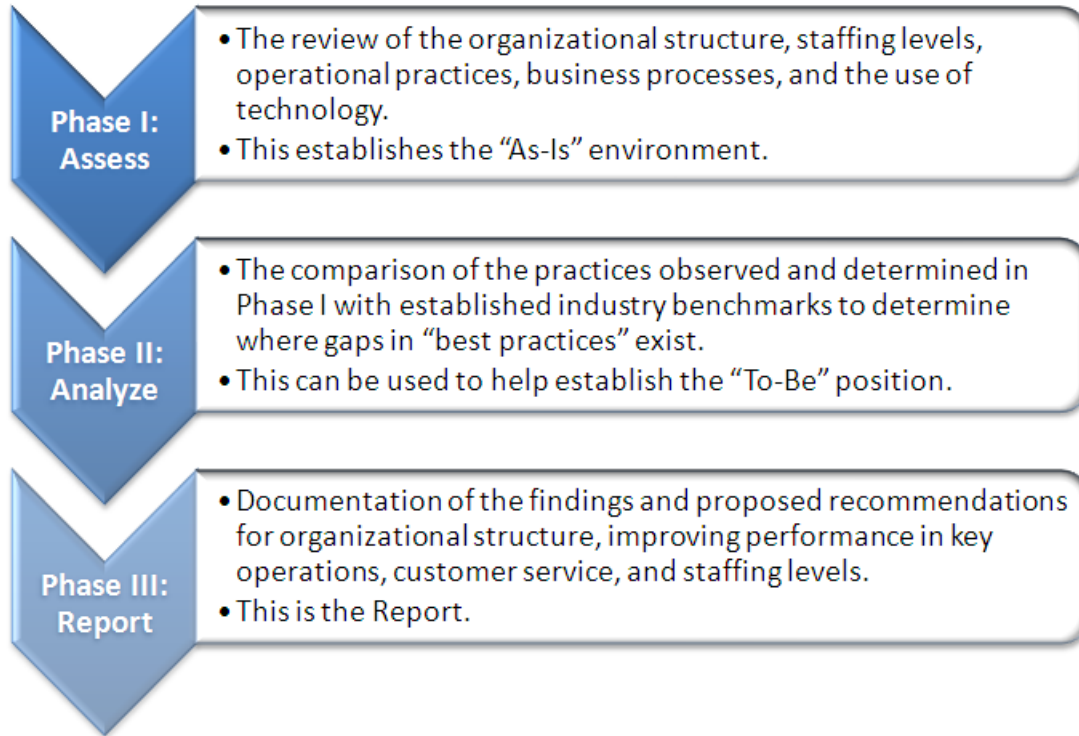 Phase I:
Assess
• The review of the organizational structure, staffing levels,
operational practices, business processes, and the use of
technology.
• This establishes the “As-Is” environment.
Phase II:
Analyze
• The comparison of the practices observed and determined in
Phase I with established industry benchmarks to determine
where gaps in “best practices” exist.
• This can be used to help establish the “To-Be” position.
Phase III:
Report
• Documentation of the findings and proposed recommendations
for organizational structure, improving performance in key
operations, customer service, and staffing levels.
• This is the Report.